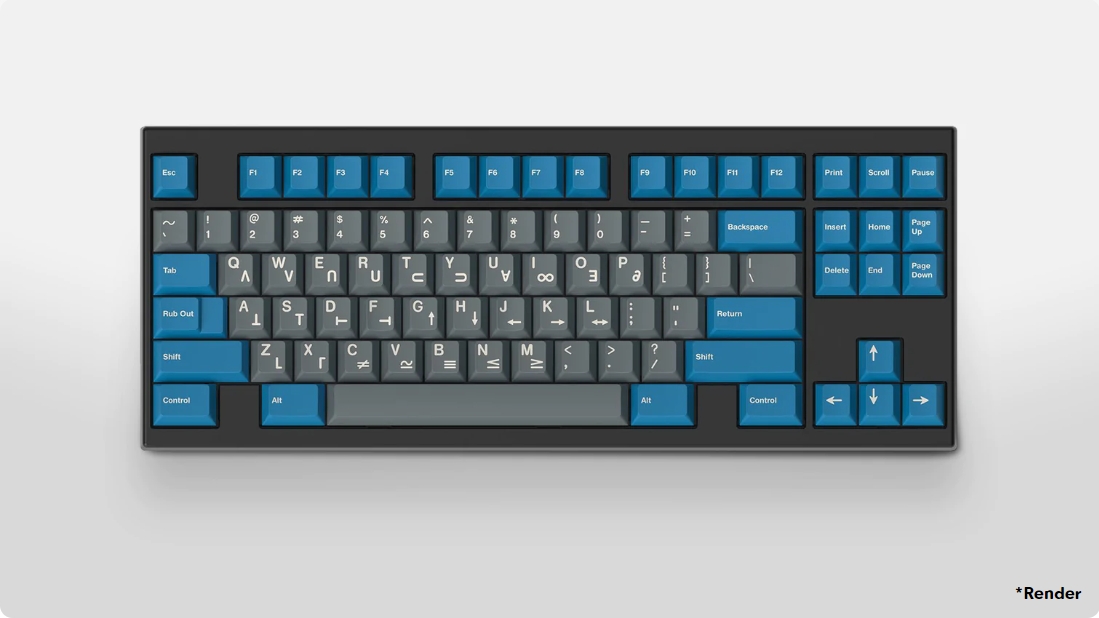 Esc F1 F2 F3 F4 F5 F6 F7 F8 F9 F10 F11 F12 Print Scroll Pause
~ ! @ # $ % ^ & * ( ) — + Backspace Insert Home Page Up
` 1 2 3 4 5 6 7 8 9 0 - =
Tab Q W E R T Y U I O P { } | Delete End Page Down
∧ ∨ ∩ ∪ ⊂ ⊃ ∀ ∞ ∃ ∂ [ ] \
Rub Out A S D F G H J K L : " Return
⊥ ⊤ ⊢ ⊣ ↑ ↓ ← → ↔ ; '
Shift Z X C V B N M < > ? Shift ↑
L Γ ≠ ≃ ≡ ≤ ≥ , . /
Control Alt Alt Control ← ↓ →
*Render